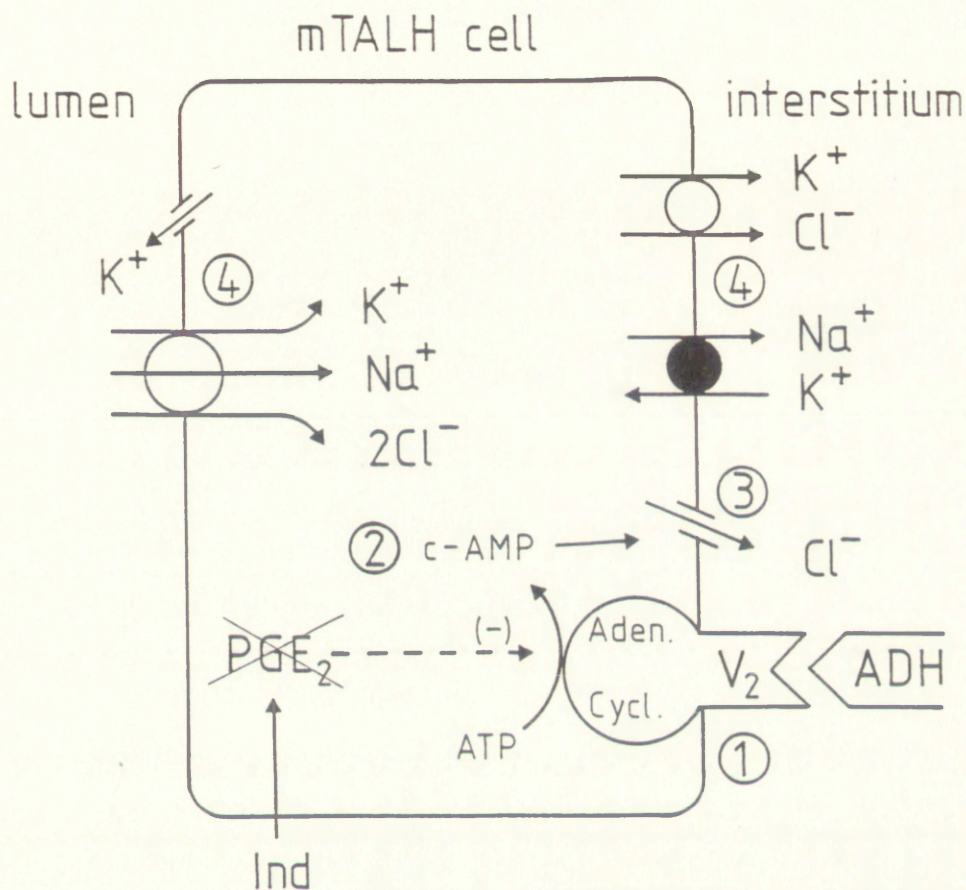 mTALH cell
lumen
interstitium
K⁺
Cl⁻
K⁺
④
④
K⁺
Na⁺
2Cl⁻
Na⁺
K⁺
③
② c-AMP
Cl⁻
PGE₂
(-)
Aden.
Cycl.
V₂
ADH
ATP
①
Ind